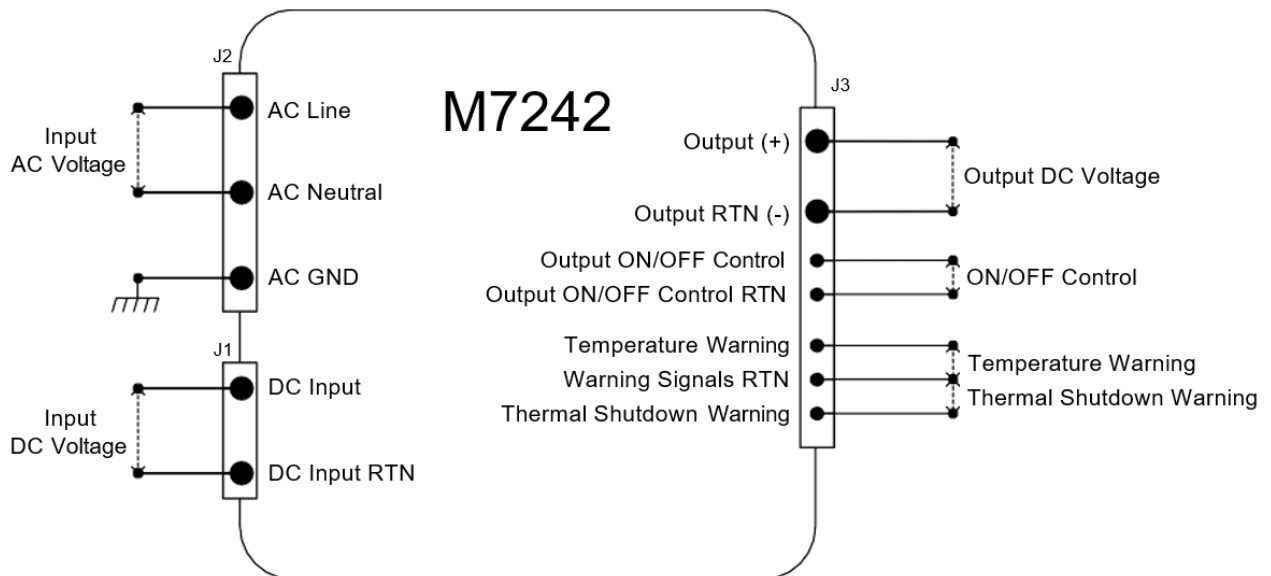 M7242
J2
Input
AC Voltage
AC Line
AC Neutral
AC GND
J1
Input
DC Voltage
DC Input
DC Input RTN
J3
Output (+)
Output DC Voltage
Output RTN (-)
Output ON/OFF Control
ON/OFF Control
Output ON/OFF Control RTN
Temperature Warning
Temperature Warning
Warning Signals RTN
Thermal Shutdown Warning
Thermal Shutdown Warning